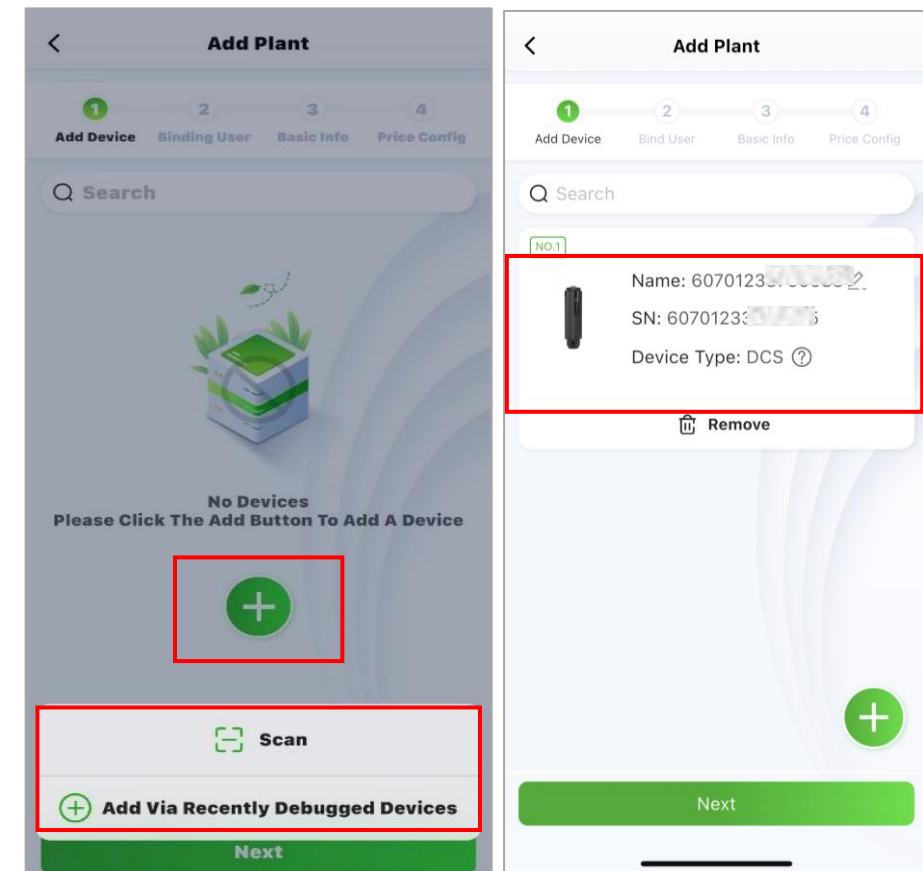 Add Plant
1 2 3 4
Add Device Binding User Basic Info Price Config
Search
No Devices
Please Click The Add Button To Add A Device
Scan
Add Via Recently Debugged Devices
Next
Add Plant
1 2 3 4
Add Device Bind User Basic Info Price Config
Search
NO.1
Name:
SN:
Device Type: DCS
Remove
Next